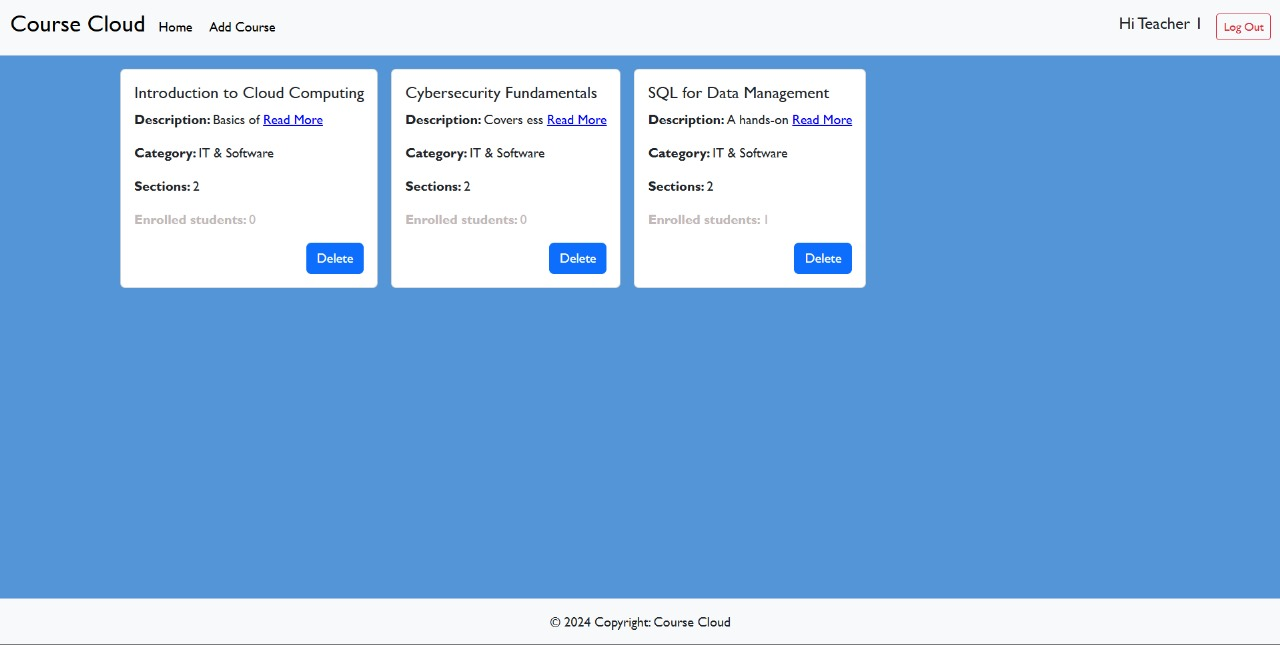 Course Cloud Home Add Course Hi Teacher 1 Log Out
Introduction to Cloud Computing
Description: Basics of Read More
Category: IT & Software
Sections: 2
Enrolled students: 0
Delete
Cybersecurity Fundamentals
Description: Covers ess Read More
Category: IT & Software
Sections: 2
Enrolled students: 0
Delete
SQL for Data Management
Description: A hands-on Read More
Category: IT & Software
Sections: 2
Enrolled students: 1
Delete
© 2024 Copyright: Course Cloud